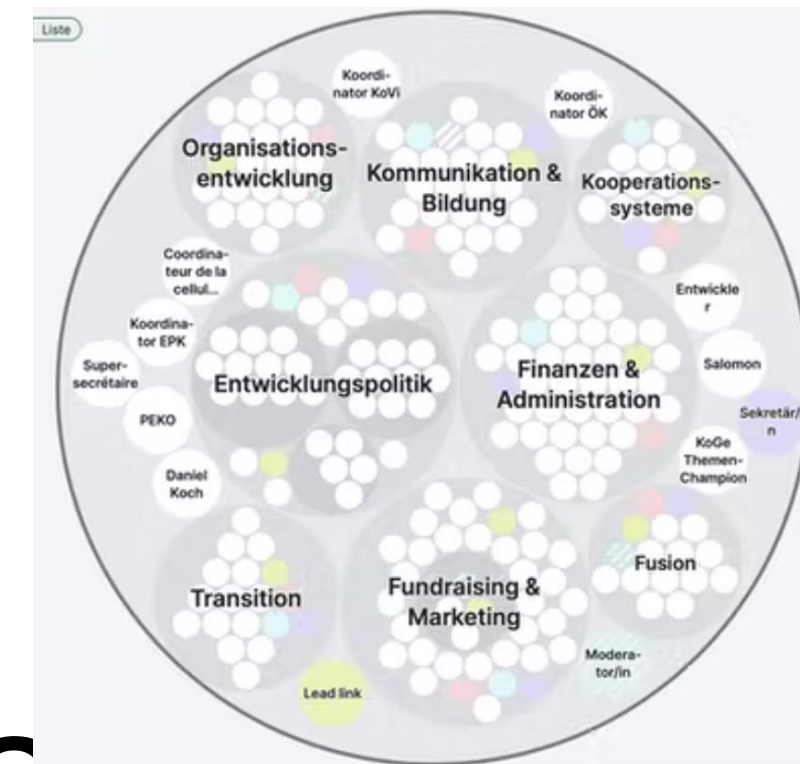 Liste
Koordi-
nator KoVi
Koordi-
nator ÖK
Organisations-
entwicklung
Kommunikation &
Bildung
Kooperations-
systeme
Coordina-
teur de la
cellul...
Entwickle
r
Koordina-
tor EPK
Super-
secrétaire
Entwicklungspolitik
Finanzen &
Administration
Salomon
PEKO
Sekretär/
n
KoGe
Themen-
Champion
Daniel
Koch
Transition
Fundraising &
Marketing
Fusion
Modera-
tor/in
Lead link